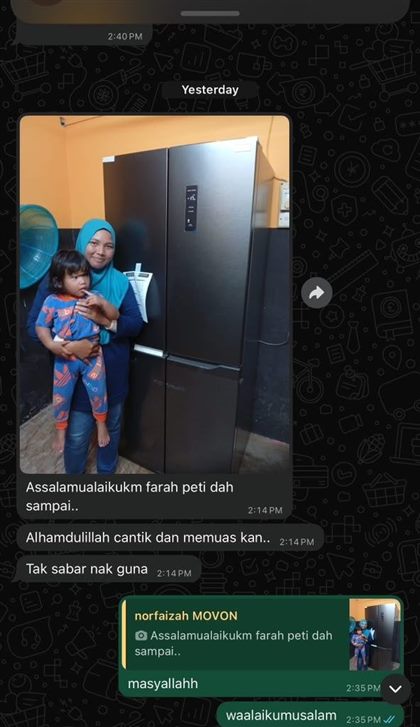 2:40 PM
Yesterday
Assalamualaikukm farah peti dah
sampai..
2:14 PM
Alhamdulillah cantik dan memuas kan.. 2:14 PM
Tak sabar nak guna 2:14 PM
norfaizah MOVON
Assalamualaikukm farah peti dah
sampai..
masyallahh
2:35 PM
waalaikumusalam 2:35 PM